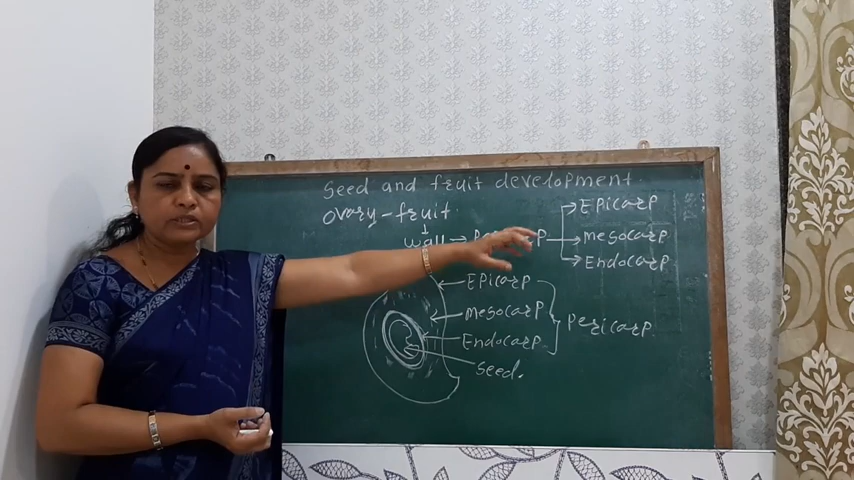 Seed and fruit development.
Ovary-fruit
Epicarp
wall Mesocarp
Endocarp
Epicarp
Mesocarp
Pericarp
Endocarp
Seed.